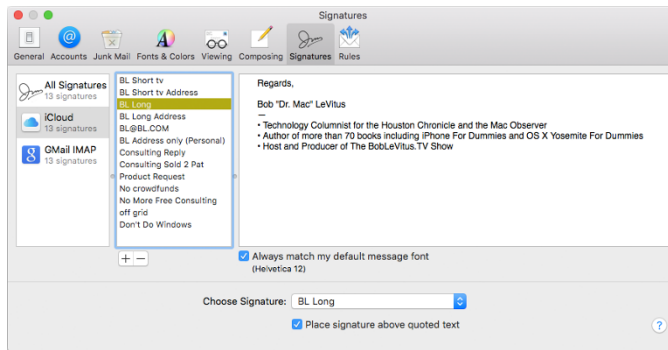 Signatures
General Accounts Junk Mail Fonts & Colors Viewing Composing Signatures Rules
All Signatures
13 signatures
iCloud
13 signatures
GMail IMAP
13 signatures
BL Short tv
BL Short tv Address
BL Long
BL Long Address
BL@BL.COM
BL Address only (Personal)
Consulting Reply
Consulting Sold 2 Pat
Product Request
No crowdfunds
No More Free Consulting
off grid
Don't Do Windows
Regards,
Bob "Dr. Mac" LeVitus
—
• Technology Columnist for the Houston Chronicle and the Mac Observer
• Author of more than 70 books including iPhone For Dummies and OS X Yosemite For Dummies
• Host and Producer of The BobLeVitus.TV Show
+ −
Always match my default message font
(Helvetica 12)
Choose Signature: BL Long
Place signature above quoted text
?